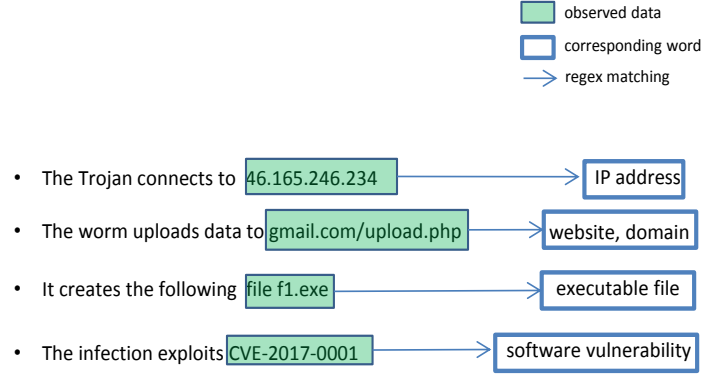 observed data
corresponding word
regex matching
• The Trojan connects to 46.165.246.234 IP address
• The worm uploads data to gmail.com/upload.php website, domain
• It creates the following file f1.exe executable file
• The infection exploits CVE-2017-0001 software vulnerability